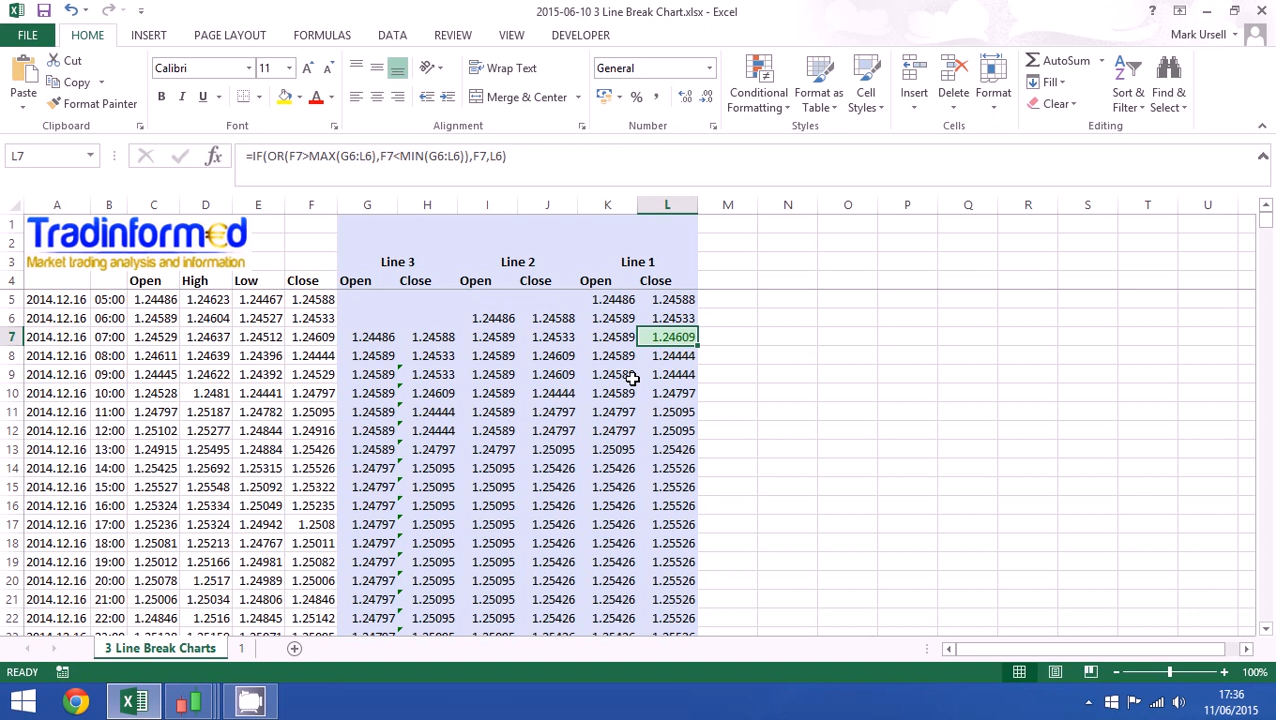 2015-06-10 3 Line Break Chart.xlsx - Excel
FILE HOME INSERT PAGE LAYOUT FORMULAS DATA REVIEW VIEW DEVELOPER Mark Ursell
Paste Cut Copy Format Painter Calibri 11 B I U A Wrap Text Merge & Center General % , Conditional Formatting Format as Table Cell Styles Insert Delete Format AutoSum Fill Clear Sort & Filter Find & Select
Clipboard Font Alignment Number Styles Cells Editing
L7 fx =IF(OR(F7>MAX(G6:L6),F7<MIN(G6:L6)),F7,L6)
A B C D E F G H I J K L M N O P Q R S T U
1 Tradinformed
2
3 Market trading analysis and information Line 3 Line 2 Line 1
4 Open High Low Close Open Close Open Close Open Close
5 2014.12.16 05:00 1.24486 1.24623 1.24467 1.24588 1.24486 1.24588
6 2014.12.16 06:00 1.24589 1.24604 1.24527 1.24533 1.24486 1.24588 1.24589 1.24533
7 2014.12.16 07:00 1.24529 1.24637 1.24512 1.24609 1.24486 1.24588 1.24589 1.24533 1.24589 1.24609
8 2014.12.16 08:00 1.24611 1.24639 1.24396 1.24444 1.24589 1.24533 1.24589 1.24609 1.24589 1.24444
9 2014.12.16 09:00 1.24445 1.24622 1.24392 1.24529 1.24589 1.24533 1.24589 1.24609 1.24589 1.24444
10 2014.12.16 10:00 1.24528 1.2481 1.24441 1.24797 1.24589 1.24609 1.24589 1.24444 1.24589 1.24797
11 2014.12.16 11:00 1.24797 1.25187 1.24782 1.25095 1.24589 1.24444 1.24589 1.24797 1.24797 1.25095
12 2014.12.16 12:00 1.25102 1.25277 1.24844 1.24916 1.24589 1.24444 1.24589 1.24797 1.24797 1.25095
13 2014.12.16 13:00 1.24915 1.25495 1.24884 1.25426 1.24589 1.24797 1.24797 1.25095 1.25095 1.25426
14 2014.12.16 14:00 1.25425 1.25692 1.25315 1.25526 1.24797 1.25095 1.25095 1.25426 1.25426 1.25526
15 2014.12.16 15:00 1.25527 1.25548 1.25092 1.25322 1.24797 1.25095 1.25095 1.25426 1.25426 1.25526
16 2014.12.16 16:00 1.25324 1.25334 1.25049 1.25235 1.24797 1.25095 1.25095 1.25426 1.25426 1.25526
17 2014.12.16 17:00 1.25236 1.25324 1.24942 1.2508 1.24797 1.25095 1.25095 1.25426 1.25426 1.25526
18 2014.12.16 18:00 1.25081 1.25213 1.24767 1.25011 1.24797 1.25095 1.25095 1.25426 1.25426 1.25526
19 2014.12.16 19:00 1.25012 1.25166 1.24981 1.25082 1.24797 1.25095 1.25095 1.25426 1.25426 1.25526
20 2014.12.16 20:00 1.25078 1.2517 1.24989 1.25006 1.24797 1.25095 1.25095 1.25426 1.25426 1.25526
21 2014.12.16 21:00 1.25006 1.25034 1.24806 1.24846 1.24797 1.25095 1.25095 1.25426 1.25426 1.25526
22 2014.12.16 22:00 1.24846 1.2516 1.24845 1.25142 1.24797 1.25095 1.25095 1.25426 1.25426 1.25526
3 Line Break Charts 1
READY 100%
17:36
11/06/2015